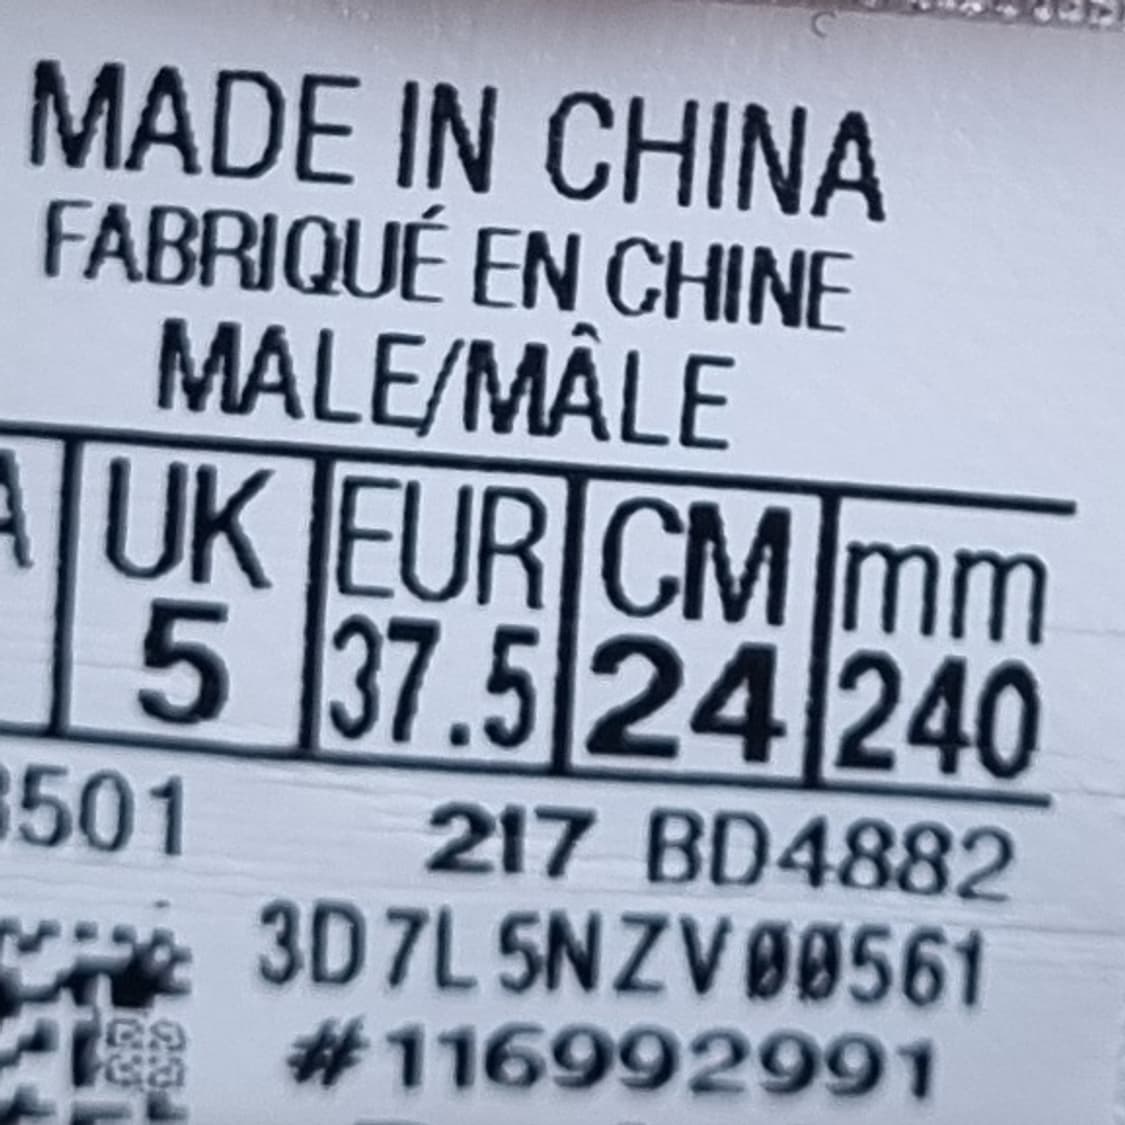 MADE IN CHINA
FABRIQUÉ EN CHINE
MALE/MÂLE
UK EUR CM mm
5 37.5 24 240
501 217 BD4882
3D7L5NZV00561
#116992991